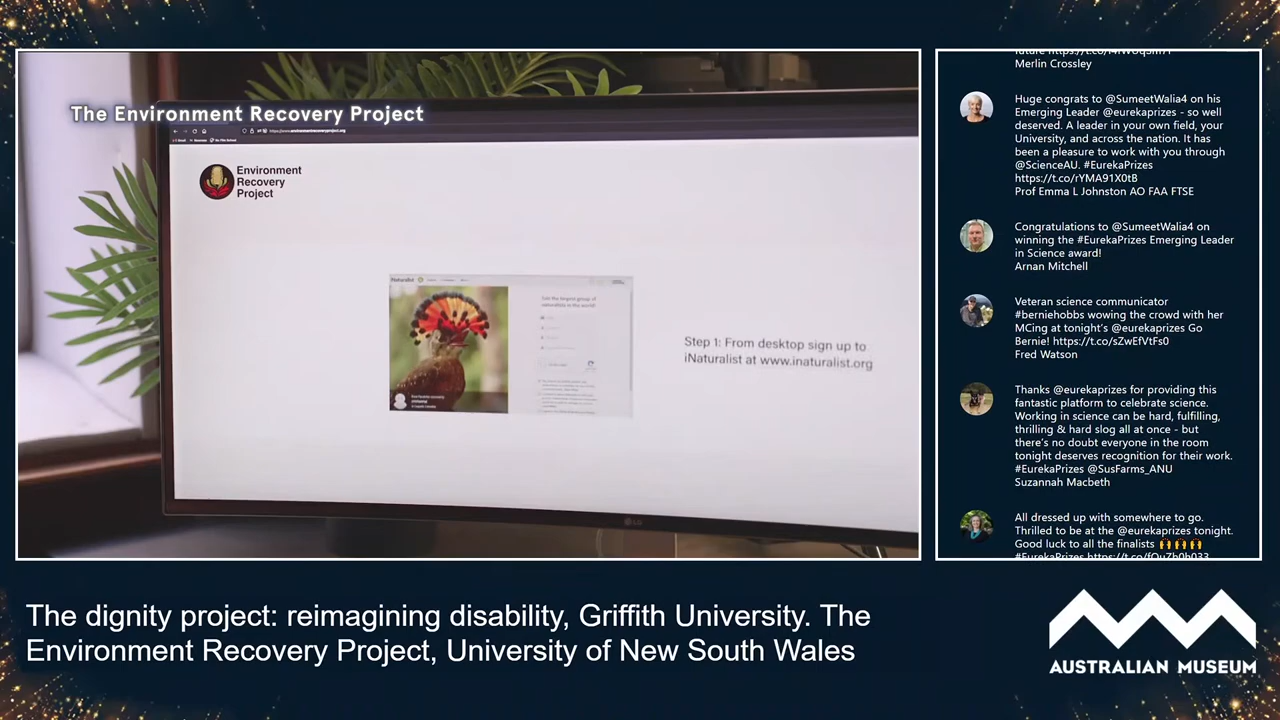 The Environment Recovery Project
Environment
Recovery
Project
iNaturalist
Step 1: From desktop sign up to
iNaturalist at www.inaturalist.org
LG
Merlin Crossley
Huge congrats to @SumeetWalia4 on his
Emerging Leader @eurekaprizes - so well
deserved. A leader in your own field, your
University, and across the nation. It has
been a pleasure to work with you through
@ScienceAU. #EurekaPrizes
https://t.co/rYMA91X0tB
Prof Emma L Johnston AO FAA FTSE
Congratulations to @SumeetWalia4 on
winning the #EurekaPrizes Emerging Leader
in Science award!
Arnan Mitchell
Veteran science communicator
#berniehobbs wowing the crowd with her
MCing at tonight's @eurekaprizes Go
Bernie! https://t.co/sZwEfVtFs0
Fred Watson
Thanks @eurekaprizes for providing this
fantastic platform to celebrate science.
Working in science can be hard, fulfilling,
thrilling & hard slog all at once - but
there's no doubt everyone in the room
tonight deserves recognition for their work.
#EurekaPrizes @SusFarms_ANU
Suzannah Macbeth
All dressed up with somewhere to go.
Thrilled to be at the @eurekaprizes tonight.
Good luck to all the finalists 🙌🙌🙌
#EurekaPrizes
The dignity project: reimagining disability, Griffith University. The
Environment Recovery Project, University of New South Wales
AUSTRALIAN MUSEUM